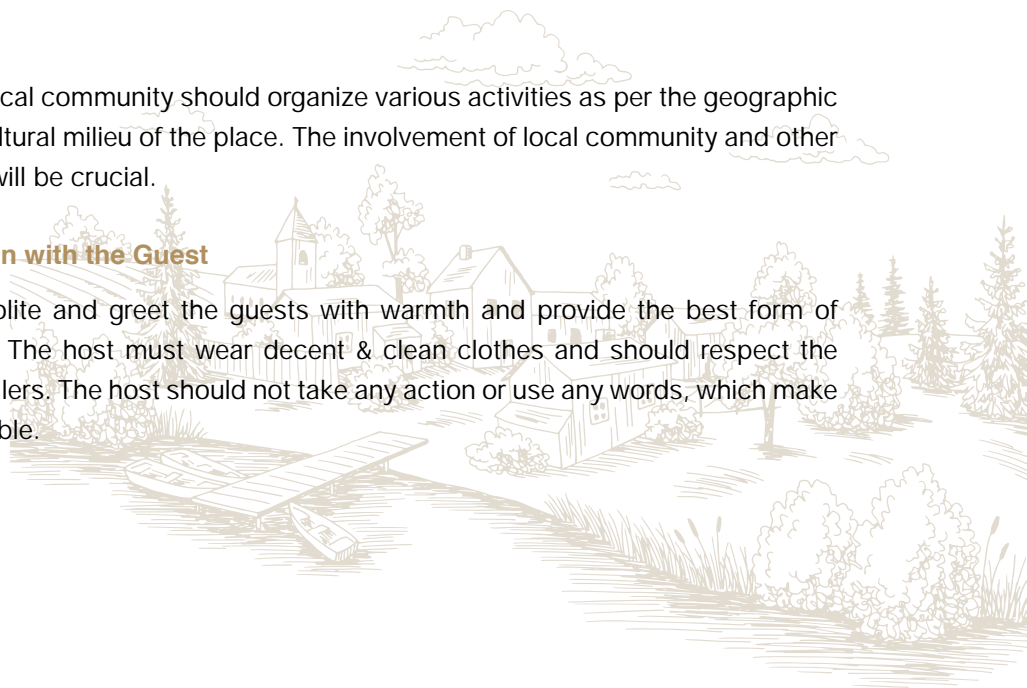 cal community should organize various activities as per the geographic
ltural milieu of the place. The involvement of local community and other
will be crucial.
n with the Guest
olite and greet the guests with warmth and provide the best form of
The host must wear decent & clean clothes and should respect the
lers. The host should not take any action or use any words, which make
ble.